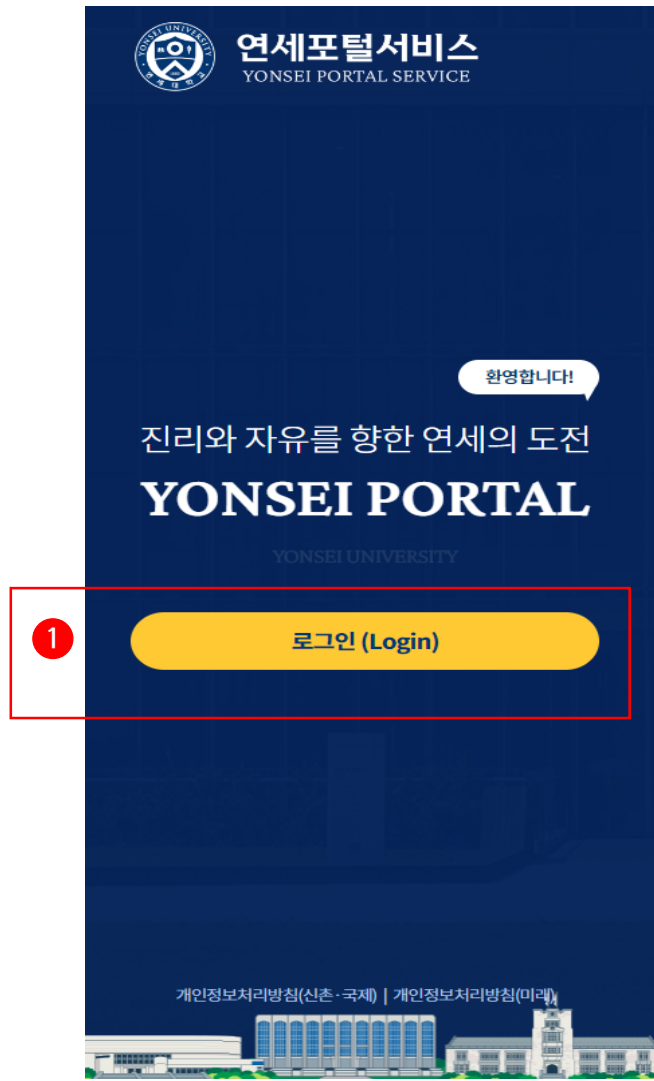 연세포털서비스
YONSEI PORTAL SERVICE
환영합니다!
진리와 자유를 향한 연세의 도전
YONSEI PORTAL
YONSEI UNIVERSITY
1
로그인 (Login)
개인정보처리방침(신촌·국제) | 개인정보처리방침(미래)